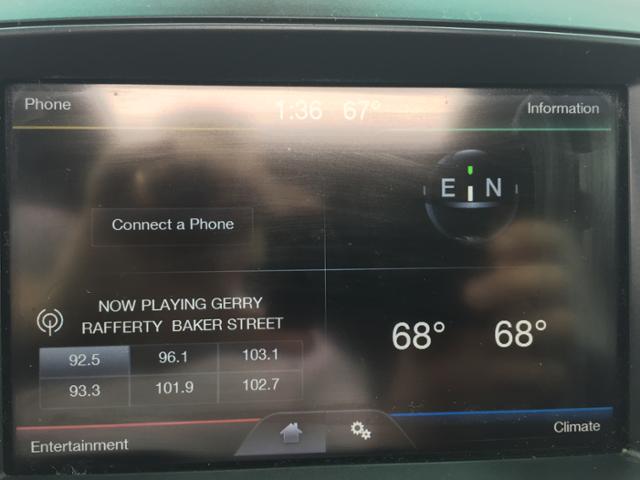 Phone 1:36 67° Information
E N
Connect a Phone
NOW PLAYING GERRY
RAFFERTY BAKER STREET
68° 68°
92.5 96.1 103.1
93.3 101.9 102.7
Entertainment Climate